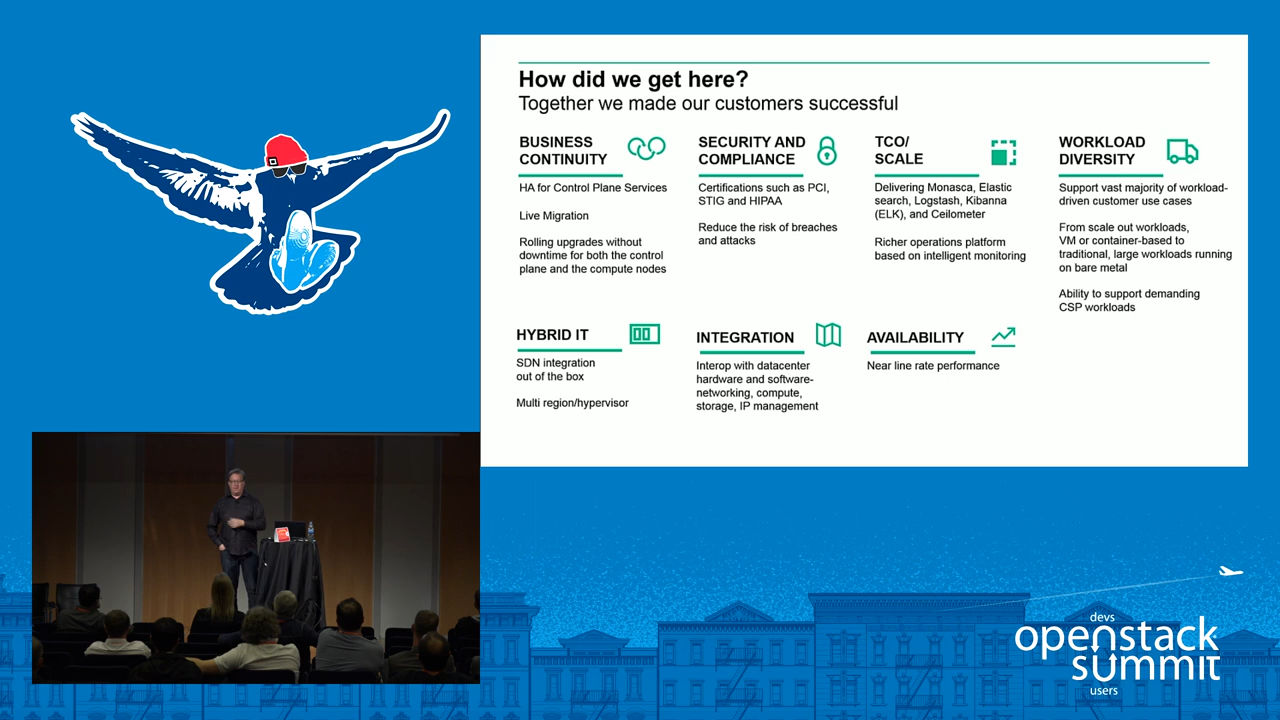 How did we get here?
Together we made our customers successful
BUSINESS
CONTINUITY
HA for Control Plane Services
Live Migration
Rolling upgrades without
downtime for both the control
plane and the compute nodes
SECURITY AND
COMPLIANCE
Certifications such as PCI,
STIG and HIPAA
Reduce the risk of breaches
and attacks
TCO/
SCALE
Delivering Monasca, Elastic
search, Logstash, Kibanna
(ELK), and Ceilometer
Richer operations platform
based on intelligent monitoring
WORKLOAD
DIVERSITY
Support vast majority of workload-
driven customer use cases
From scale out workloads,
VM or container-based to
traditional, large workloads running
on bare metal
Ability to support demanding
CSP workloads
HYBRID IT
SDN integration
out of the box
Multi region/hypervisor
INTEGRATION
Interop with datacenter
hardware and software-
networking, compute,
storage, IP management
AVAILABILITY
Near line rate performance
devs
openstack
summit
users